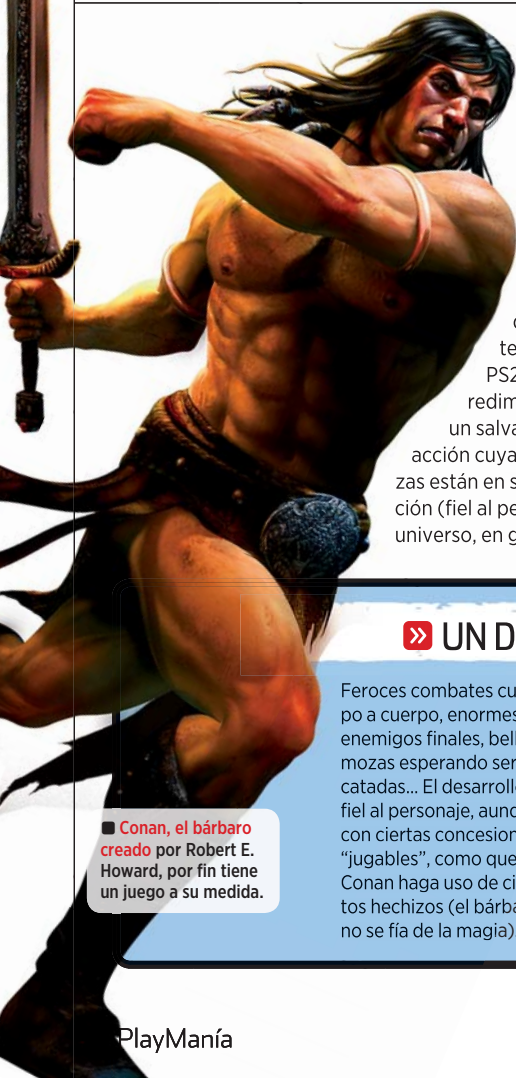 te
PS2
redim
un salva
acción cuya
zas están en s
ción (fiel al pe
universo, en g
UN D
Feroces combates cu
po a cuerpo, enormes
enemigos finales, bell
mozas esperando ser
catadas... El desarroll
fiel al personaje, aunq
con ciertas concesion
“jugables”, como que
Conan haga uso de ci
tos hechizos (el bárba
no se fía de la magia)
Conan, el bárbaro
creado por Robert E.
Howard, por fin tiene
un juego a su medida.
PlayManía